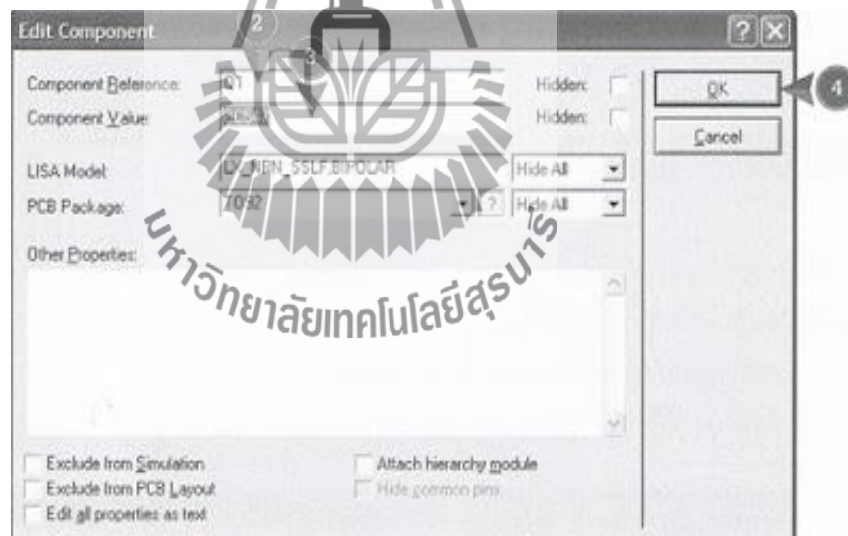 Edit Component
2
3
Component Reference: Q1 Hidden:
Component Value: Hidden:
OK
4
Cancel
LISA Model: Hide All
PCB Package: TO92 ? Hide All
Other Properties:
มหาวิทยาลัยเทคโนโลยีสุรนารี
Exclude from Simulation
Attach hierarchy module
Exclude from PCB Layout
Hide common pins
Edit all properties as text